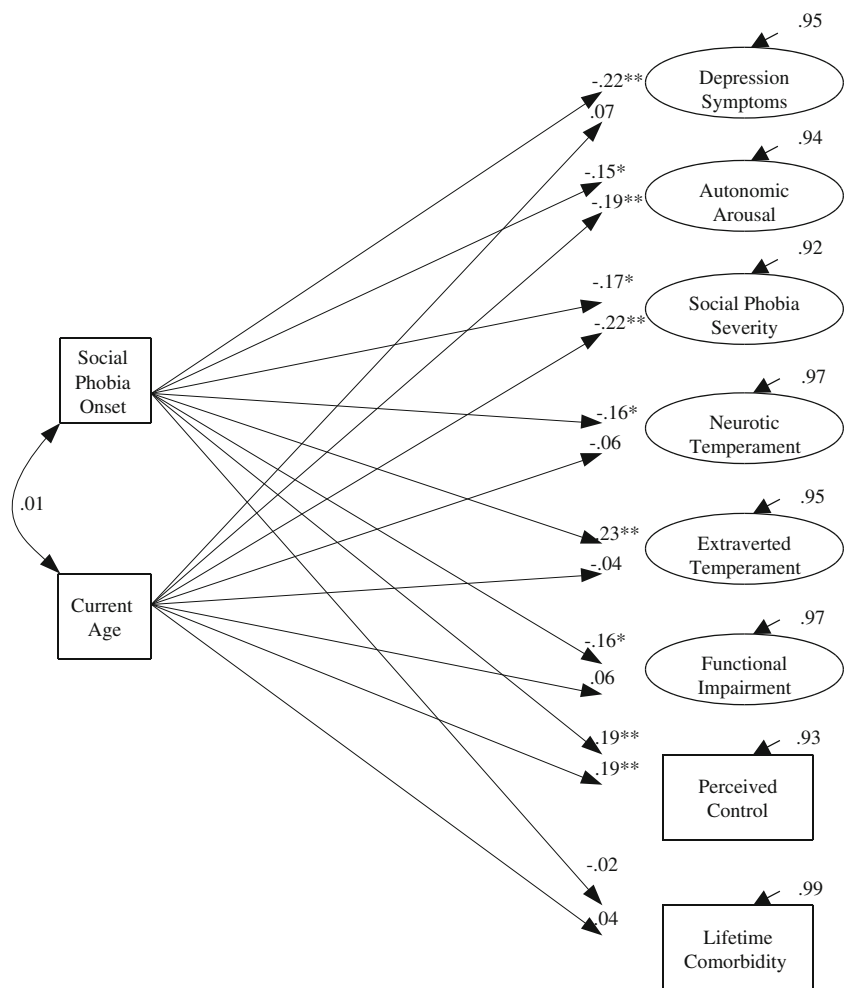 .95
-.22**
Depression
Symptoms
.07
.94
-.15*
Autonomic
Arousal
-.19**
.92
-.17*
Social Phobia
Severity
-.22**
Social
Phobia
Onset
.97
-.16*
Neurotic
Temperament
-.06
.01
.95
.23**
Extraverted
Temperament
-.04
Current
Age
.97
-.16*
Functional
Impairment
.06
.19**
.93
.19**
Perceived
Control
-.02
.99
.04
Lifetime
Comorbidity